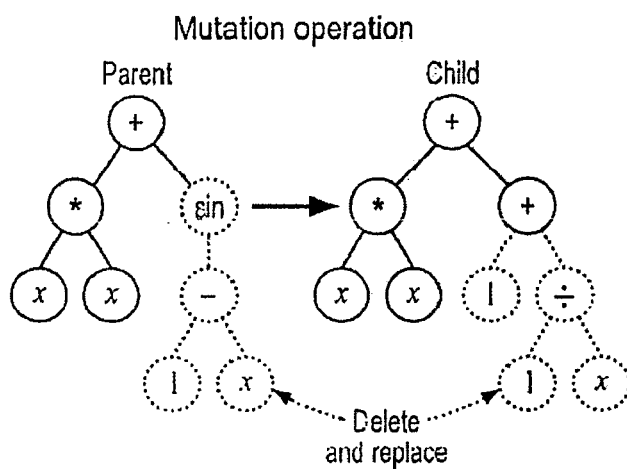 Mutation operation
Parent Child
+ +
* sin * +
x x − x x 1 ÷
1 x 1 x
Delete
and replace